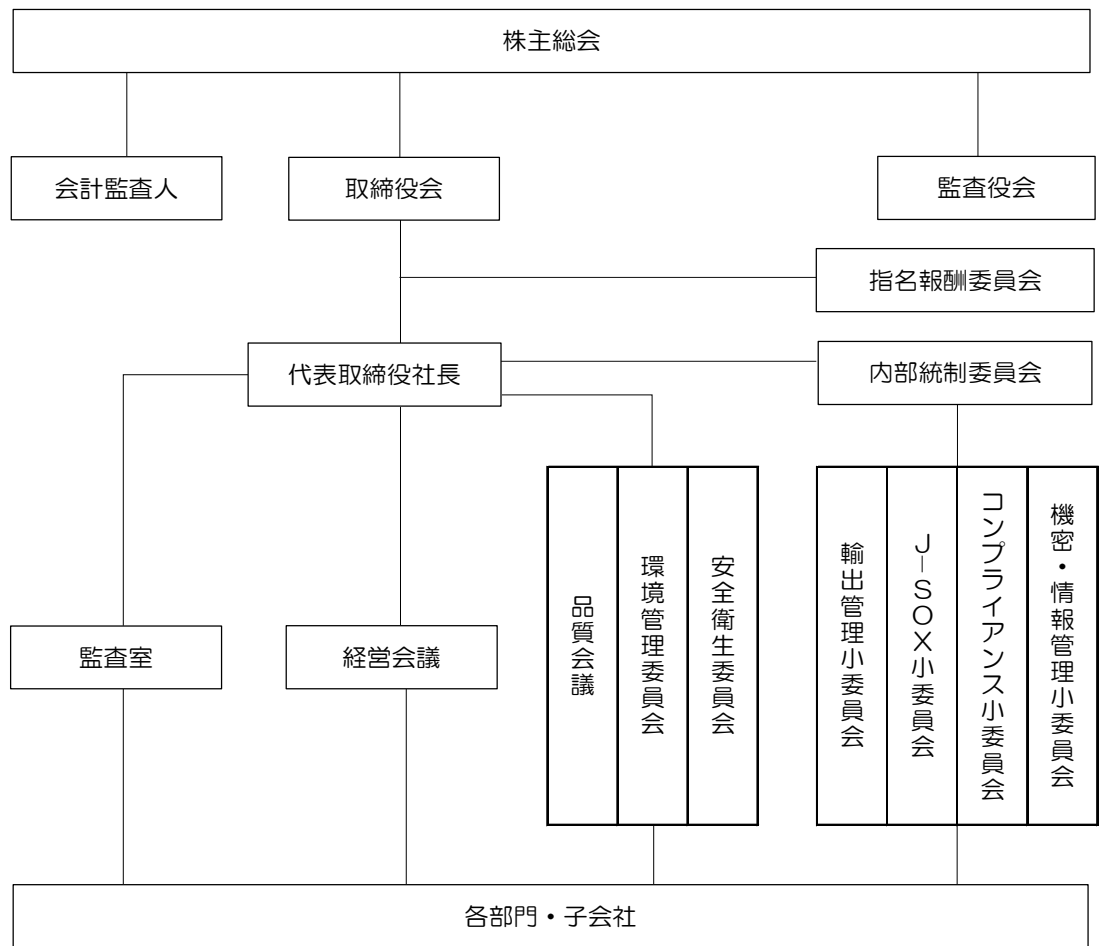 株主総会
会計監査人
取締役会
監査役会
指名報酬委員会
代表取締役社長
内部統制委員会
品質会議
環境管理委員会
安全衛生委員会
輸出管理小委員会
J-SOX小委員会
コンプライアンス小委員会
機密・情報管理小委員会
監査室
経営会議
各部門・子会社